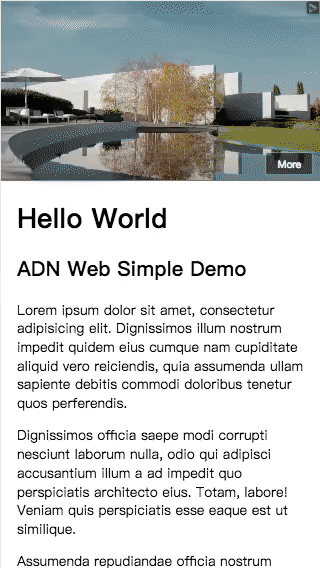 More
Hello World
ADN Web Simple Demo
Lorem ipsum dolor sit amet, consectetur
adipisicing elit. Dignissimos illum nostrum
impedit quidem eius cumque nam cupiditate
aliquid vero reiciendis, quia assumenda ullam
sapiente debitis commodi doloribus tenetur
quos perferendis.
Dignissimos officia saepe modi corrupti
nesciunt laborum nulla, odio qui adipisci
accusantium illum a ad impedit quo
perspiciatis architecto eius. Totam, labore!
Veniam quis perspiciatis esse eaque est ut
similique.
Assumenda repudiandae officia nostrum